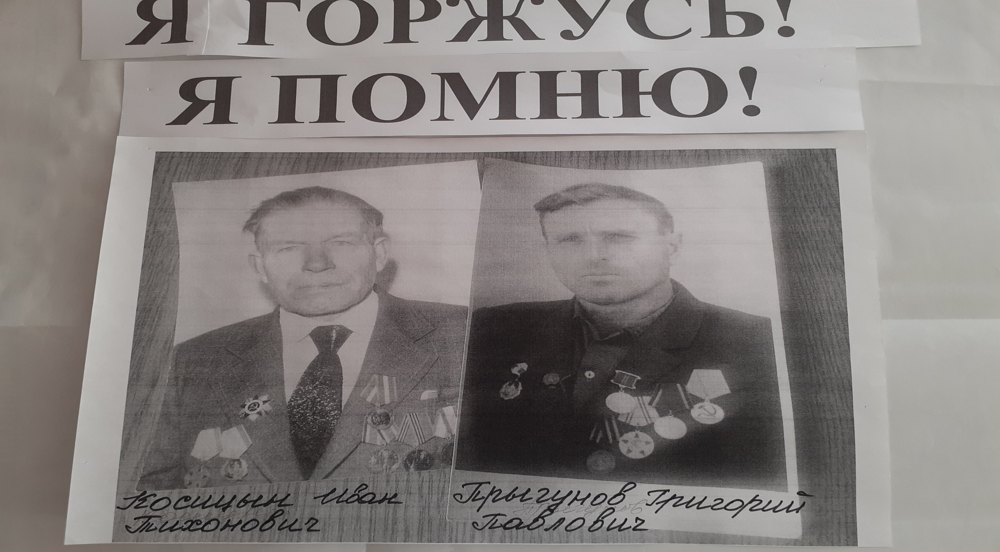 Я ГОРЖУСЬ!
Я ПОМНЮ!
Косицын Иван
Тихонович
Прыгунов Григорий
Павлович